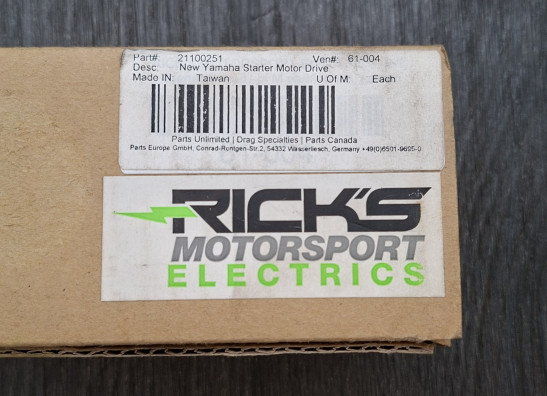 Part#: 21100251 Ven#: 61-004
Desc: New Yamaha Starter Motor Drive
Made IN: Taiwan U Of M: Each
Parts Unlimited | Drag Specialties | Parts Canada
Parts Europe GmbH, Conrad-Rontgen-Str.2, 54332 Wasserliesch, Germany +49(0)6501-9695-0
RICK'S
MOTORSPORT
ELECTRICS